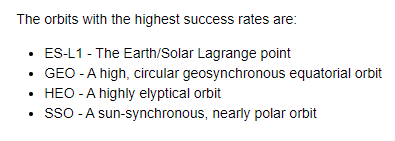 The orbits with the highest success rates are:
• ES-L1 - The Earth/Solar Lagrange point
• GEO - A high, circular geosynchronous equatorial orbit
• HEO - A highly elyptical orbit
• SSO - A sun-synchronous, nearly polar orbit